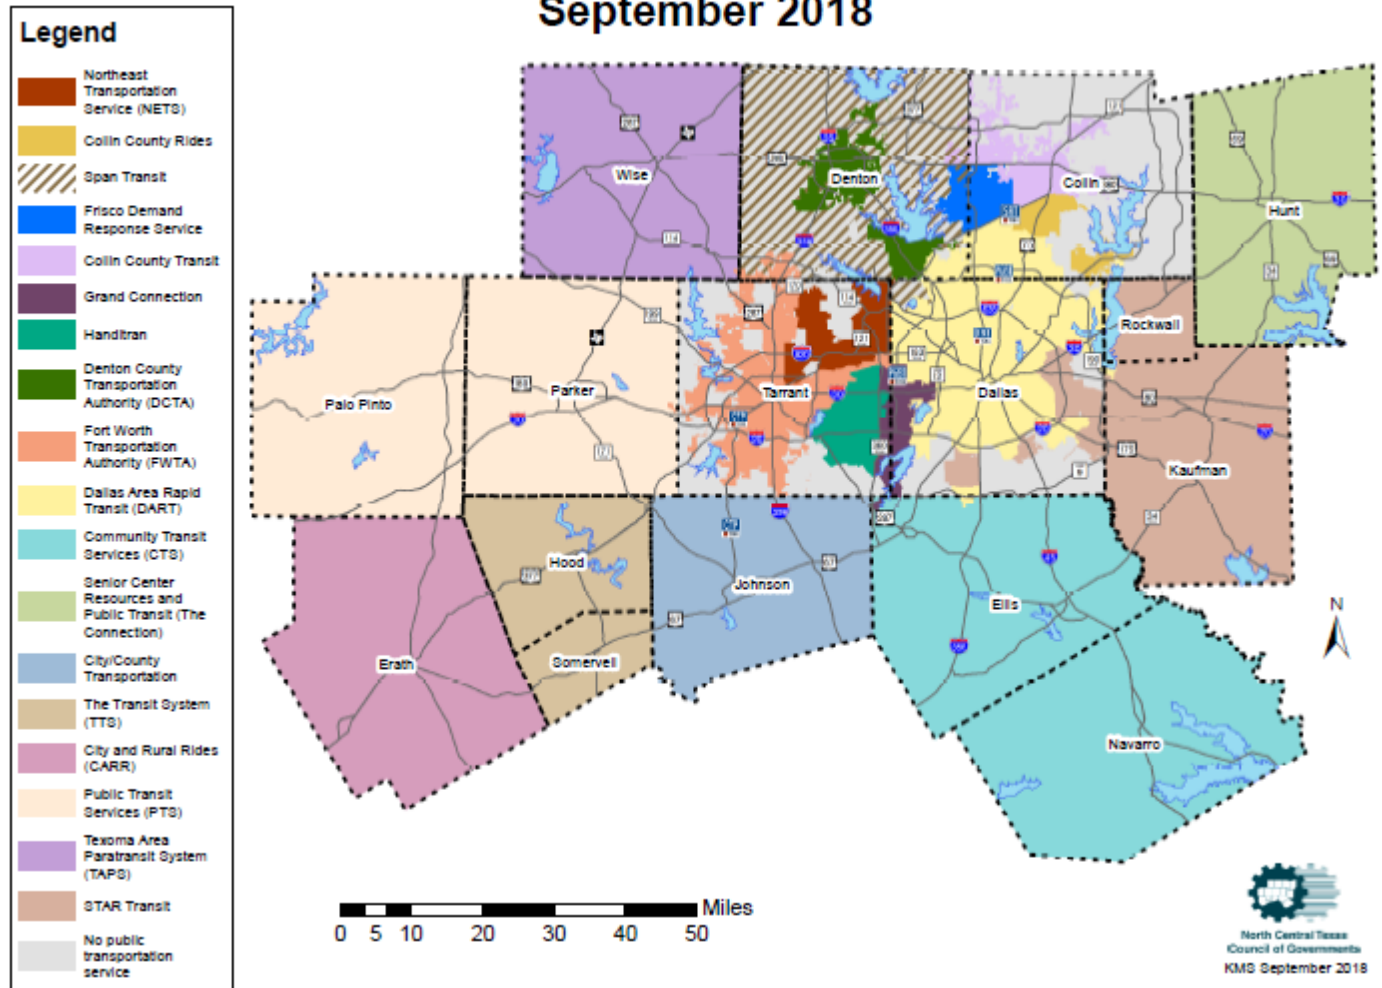 September 2018
Legend
Northeast
Transportation
Service (NETS)
Collin County Rides
Span Transit
Frisco Demand
Response Service
Collin County Transit
Grand Connection
Handitran
Denton County
Transportation
Authority (DCTA)
Fort Worth
Transportation
Authority (FWTA)
Dallas Area Rapid
Transit (DART)
Community Transit
Services (CTS)
Senior Center
Resources and
Public Transit (The
Connection)
City/County
Transportation
The Transit System
(TTS)
City and Rural Rides
(CARR)
Public Transit
Services (PTS)
Texoma Area
Paratransit System
(TAPS)
STAR Transit
No public
transportation
service
Wise
Denton
Collin
Hunt
Palo Pinto
Parker
Tarrant
Dallas
Rockwall
Kaufman
Erath
Hood
Somervell
Johnson
Ellis
Navarro
N
Miles
0 5 10 20 30 40 50
North Central Texas
Council of Governments
KMS September 2018